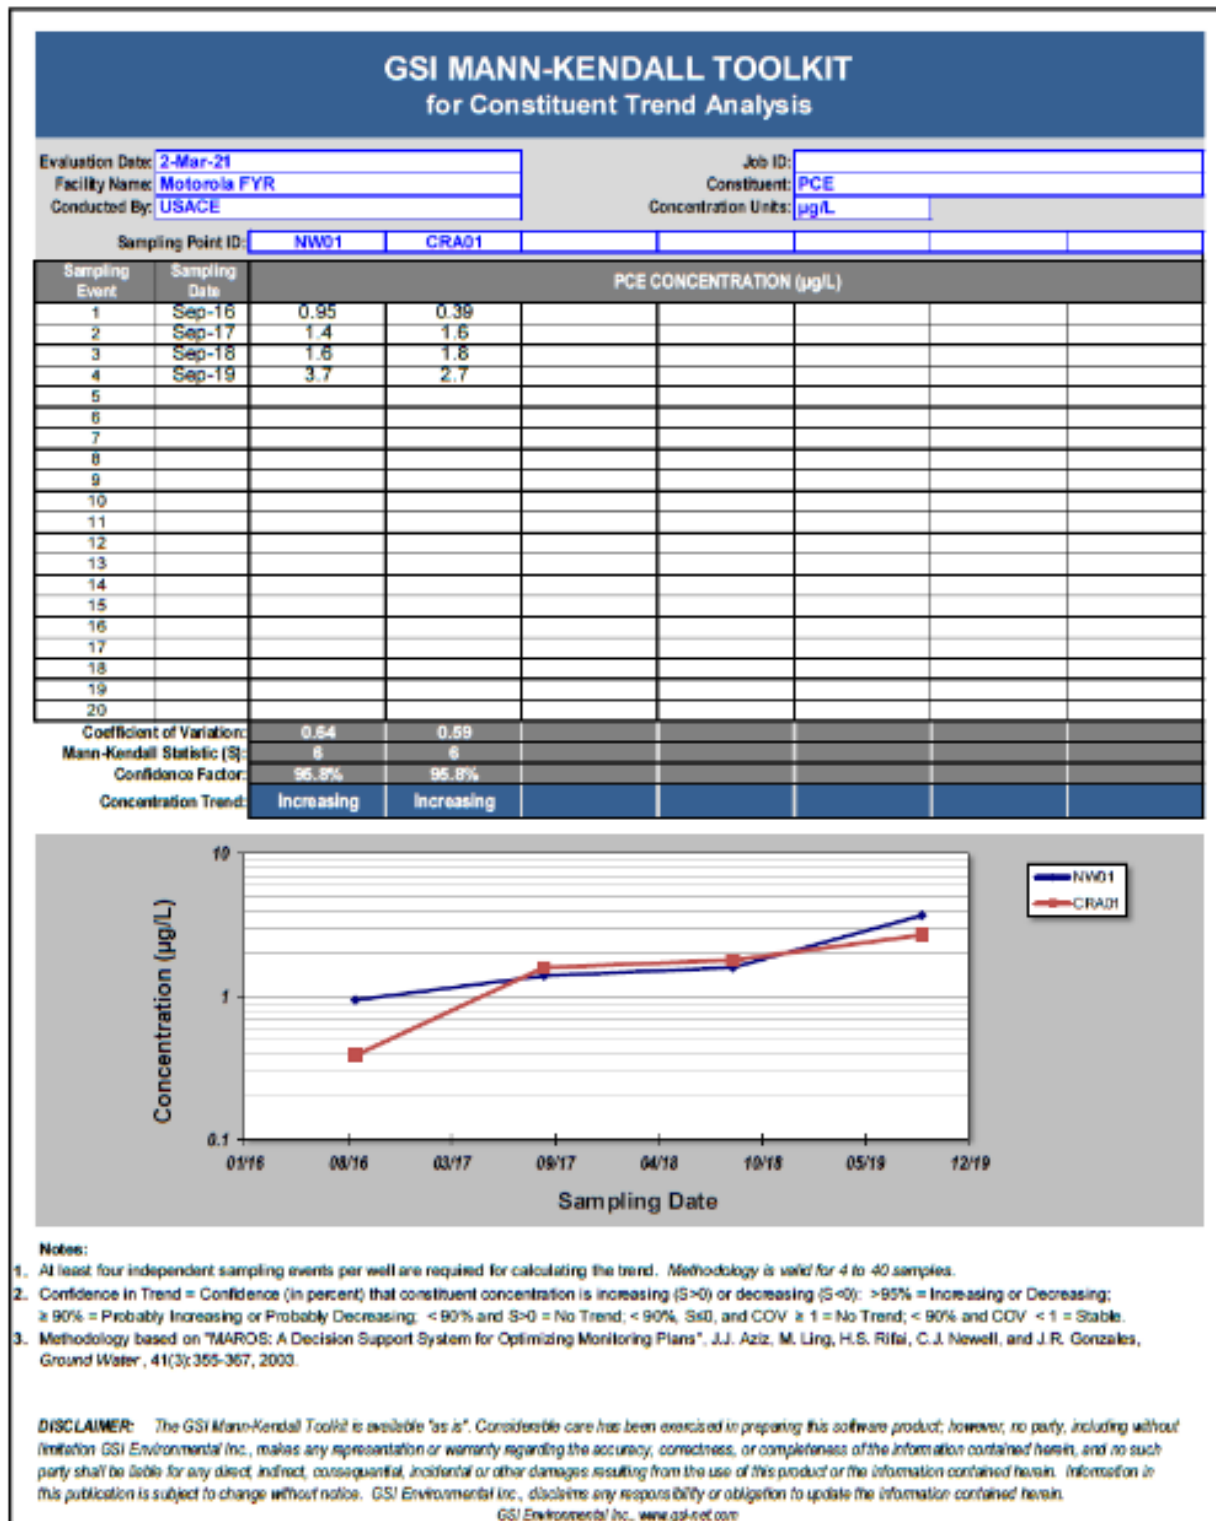 GSI MANN-KENDALL TOOLKIT
for Constituent Trend Analysis
Evaluation Date: 2-Mar-21 Job ID:
Facility Name: Motorola FYR Constituent: PCE
Conducted By: USACE Concentration Units: µg/L
Sampling Point ID: NW01 CRA01
Sampling Event Sampling Date PCE CONCENTRATION (µg/L)
1 Sep-16 0.95 0.39
2 Sep-17 1.4 1.6
3 Sep-18 1.6 1.8
4 Sep-19 3.7 2.7
5
6
7
8
9
10
11
12
13
14
15
16
17
18
19
20
Coefficient of Variation: 0.64 0.59
Mann-Kendall Statistic (S): 6 6
Confidence Factor: 95.8% 95.8%
Concentration Trend: Increasing Increasing
10
1
0.1
Concentration (µg/L)
01/16 08/16 03/17 09/17 04/18 10/18 05/19 12/19
Sampling Date
NW01
CRA01
Notes:
1. At least four independent sampling events per well are required for calculating the trend. Methodology is valid for 4 to 40 samples.
2. Confidence in Trend = Confidence (in percent) that constituent concentration is increasing (S>0) or decreasing (S<0): >95% = Increasing or Decreasing;
≥ 90% = Probably Increasing or Probably Decreasing; < 90% and S>0 = No Trend; < 90%, S≤0, and COV ≥ 1 = No Trend; < 90% and COV < 1 = Stable.
3. Methodology based on "MAROS: A Decision Support System for Optimizing Monitoring Plans", J.J. Aziz, M. Ling, H.S. Rifai, C.J. Newell, and J.R. Gonzales,
Ground Water, 41(3):355-367, 2003.
DISCLAIMER: The GSI Mann-Kendall Toolkit is available "as is". Considerable care has been exercised in preparing this software product; however, no party, including without
limitation GSI Environmental Inc., makes any representation or warranty regarding the accuracy, correctness, or completeness of the information contained herein, and no such
party shall be liable for any direct, indirect, consequential, incidental or other damages resulting from the use of this product or the information contained herein. Information in
this publication is subject to change without notice. GSI Environmental Inc., disclaims any responsibility or obligation to update the information contained herein.
GSI Environmental Inc., www.gsi-net.com